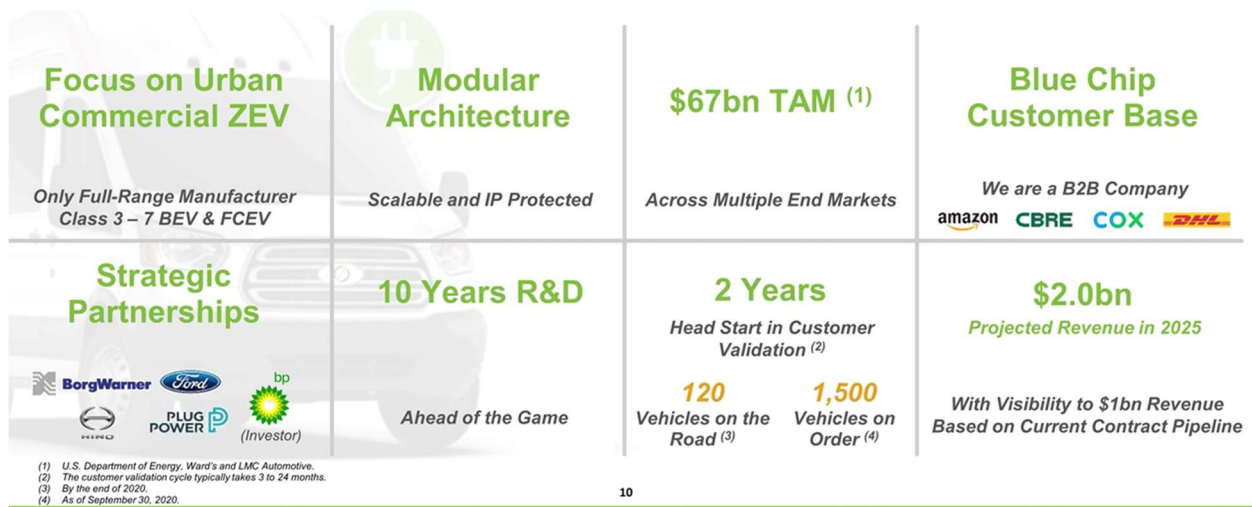 Focus on Urban
Commercial ZEV
Only Full-Range Manufacturer
Class 3 – 7 BEV & FCEV
Modular
Architecture
Scalable and IP Protected
$67bn TAM (1)
Across Multiple End Markets
Blue Chip
Customer Base
We are a B2B Company
amazon CBRE COX DHL
Strategic
Partnerships
BorgWarner Ford bp
HINO PLUG POWER (Investor)
10 Years R&D
Ahead of the Game
2 Years
Head Start in Customer
Validation (2)
120
Vehicles on the
Road (3)
1,500
Vehicles on
Order (4)
$2.0bn
Projected Revenue in 2025
With Visibility to $1bn Revenue
Based on Current Contract Pipeline
(1) U.S. Department of Energy, Ward's and LMC Automotive.
(2) The customer validation cycle typically takes 3 to 24 months.
(3) By the end of 2020.
(4) As of September 30, 2020.
10